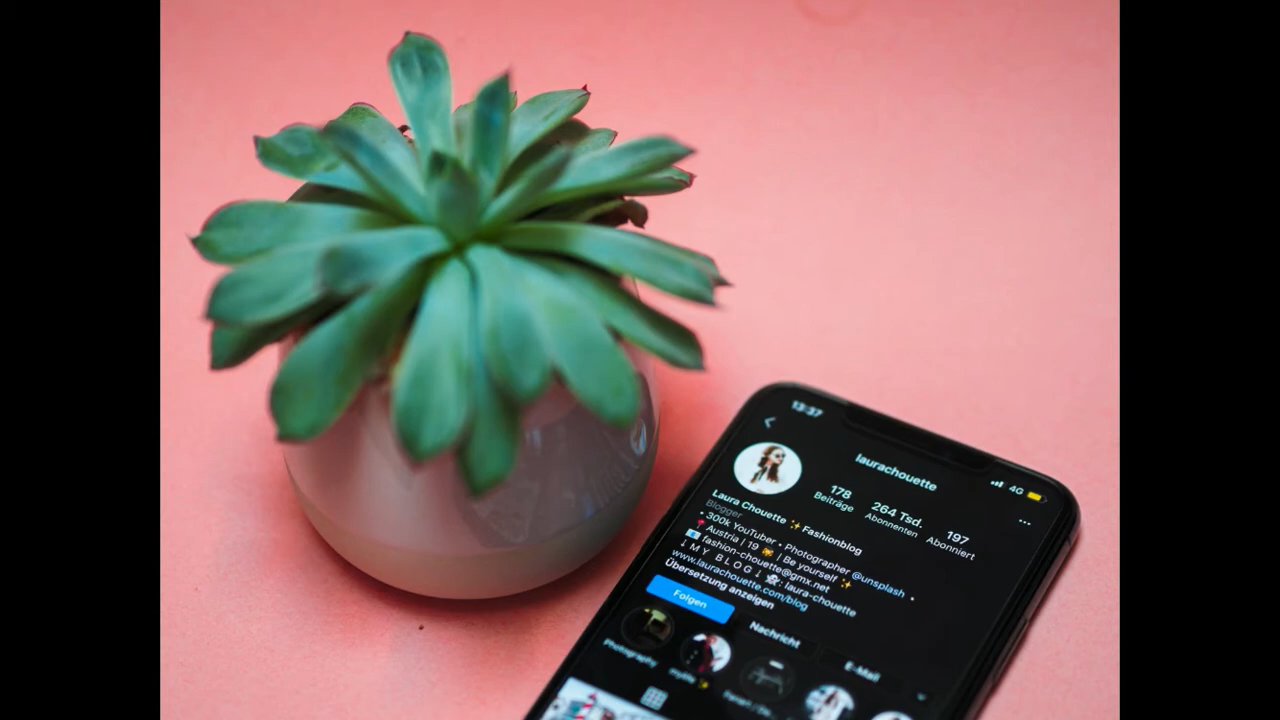 13:37
4G
laurachouette
178 264 Tsd. 197
Beiträge Abonnenten Abonniert
Laura Chouette ✨ Fashionblog
Blogger
• 300k YouTuber • Photographer @unsplash •
📍 Austria | 19 🦁 | Be yourself ✨
📧 fashion-chouette@gmx.net
↓ M Y B L O G ↓ 👻: laura-chouette
www.laurachouette.com/blog
Übersetzung anzeigen
Folgen Nachricht E-Mail
Photography mylife ✨